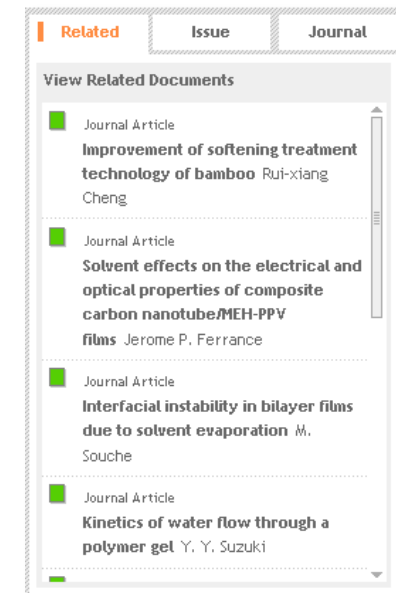 Related Issue Journal
View Related Documents
Journal Article
Improvement of softening treatment
technology of bamboo Rui-xiang
Cheng
Journal Article
Solvent effects on the electrical and
optical properties of composite
carbon nanotube/MEH-PPV
films Jerome P. Ferrance
Journal Article
Interfacial instability in bilayer films
due to solvent evaporation M.
Souche
Journal Article
Kinetics of water flow through a
polymer gel Y. Y. Suzuki